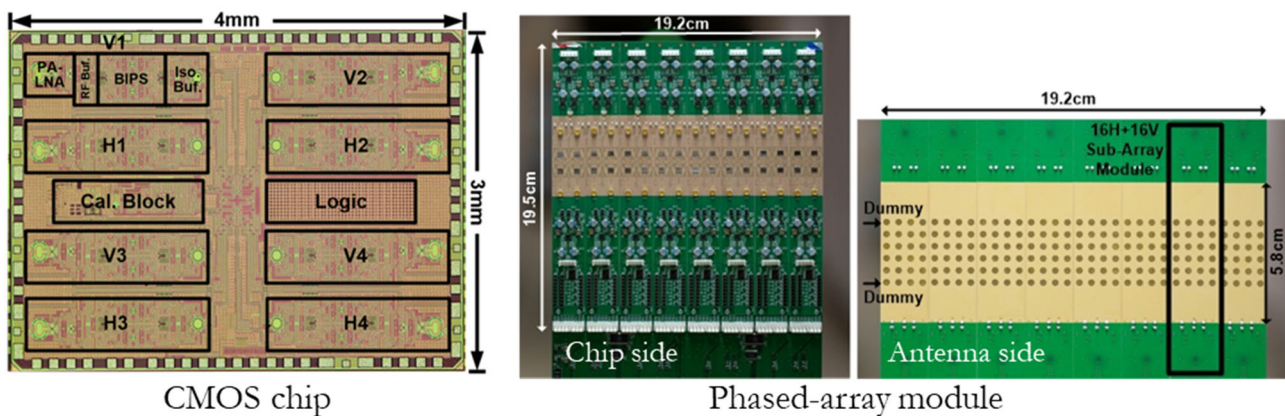 4mm
3mm
V1
PA-
LNA
RF Buf.
BIPS
Iso.
Buf.
V2
H1
H2
Cal. Block
Logic
V3
V4
H3
H4
CMOS chip
19.2cm
19.5cm
Chip side
19.2cm
16H+16V
Sub-Array
Module
Dummy
Dummy
5.8cm
Antenna side
Phased-array module